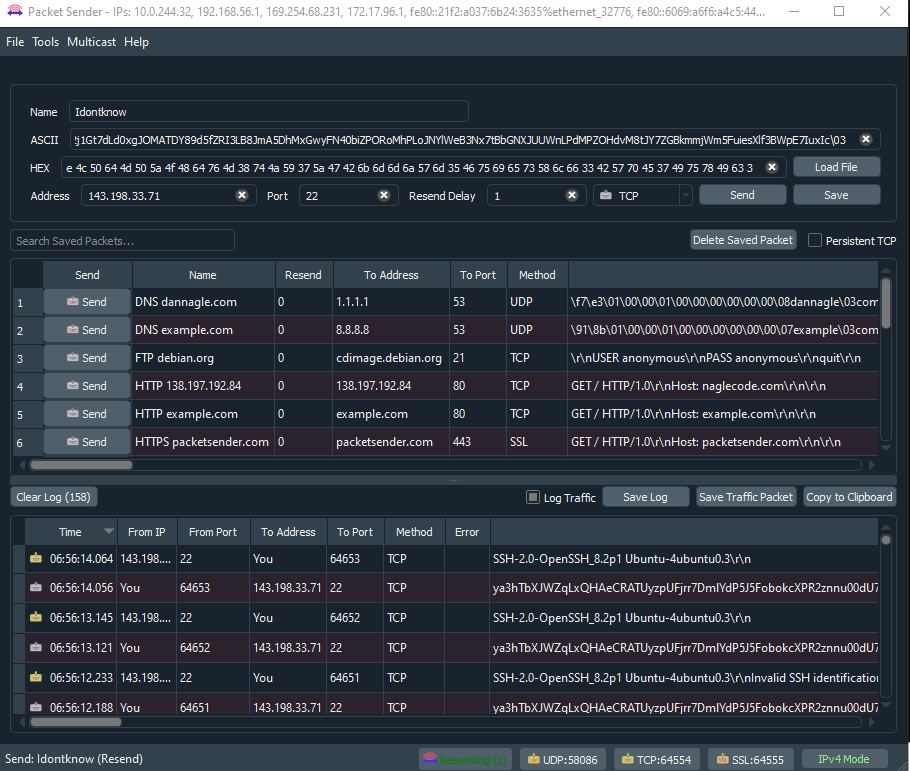 Packet Sender - IPs: 10.0.244.32, 192.168.56.1, 169.254.68.231, 172.17.96.1, fe80::21f2:a037:6b24:3635%ethernet_32776, fe80::6069:a6f6:a4c5:44...
File Tools Multicast Help
Name Idontknow
ASCII tj1Gt7dLd0xgJOMATDY89d5fZRI3LB8JmA5DhMxGwyFN40biZPORoMhPLoJNYlWeB3Nx7tBbGNXJUUWnLPdMPZOHdvM8tJY7ZGBkmmjWm5FuiesXlf3BWpE7IuxIc\03
HEX e 4c 50 64 4d 50 5a 4f 48 64 76 4d 38 74 4a 59 37 5a 47 42 6b 6d 6d 6a 57 6d 35 46 75 69 65 73 58 6c 66 33 42 57 70 45 37 49 75 78 49 63 3 Load File
Address 143.198.33.71 Port 22 Resend Delay 1 TCP Send Save
Search Saved Packets... Delete Saved Packet Persistent TCP
Send Name Resend To Address To Port Method
1 Send DNS dannagle.com 0 1.1.1.1 53 UDP \f7\e3\01\00\00\01\00\00\00\00\00\00\08dannagle\03com
2 Send DNS example.com 0 8.8.8.8 53 UDP \91\8b\01\00\00\01\00\00\00\00\00\00\07example\03com
3 Send FTP debian.org 0 cdimage.debian.org 21 TCP \r\nUSER anonymous\r\nPASS anonymous\r\nquit\r\n
4 Send HTTP 138.197.192.84 0 138.197.192.84 80 TCP GET / HTTP/1.0\r\nHost: naglecode.com\r\n\r\n
5 Send HTTP example.com 0 example.com 80 TCP GET / HTTP/1.0\r\nHost: example.com\r\n\r\n
6 Send HTTPS packetsender.com 0 packetsender.com 443 SSL GET / HTTP/1.0\r\nHost: packetsender.com\r\n\r\n
Clear Log (158) Log Traffic Save Log Save Traffic Packet Copy to Clipboard
Time From IP From Port To Address To Port Method Error
06:56:14.064 143.198.... 22 You 64653 TCP SSH-2.0-OpenSSH_8.2p1 Ubuntu-4ubuntu0.3\r\n
06:56:14.056 You 64653 143.198.33.71 22 TCP ya3hTbXJWZqLxQHAeCRATUyzpUFjrr7DmIYdP5J5FobokcXPR2znnu00dU7
06:56:13.145 143.198.... 22 You 64652 TCP SSH-2.0-OpenSSH_8.2p1 Ubuntu-4ubuntu0.3\r\n
06:56:13.121 You 64652 143.198.33.71 22 TCP ya3hTbXJWZqLxQHAeCRATUyzpUFjrr7DmIYdP5J5FobokcXPR2znnu00dU7
06:56:12.233 143.198.... 22 You 64651 TCP SSH-2.0-OpenSSH_8.2p1 Ubuntu-4ubuntu0.3\r\nInvalid SSH identification
06:56:12.188 You 64651 143.198.33.71 22 TCP ya3hTbXJWZqLxQHAeCRATUyzpUFjrr7DmIYdP5J5FobokcXPR2znnu00dU7
Send: Idontknow (Resend) Resending (1) UDP:58086 TCP:64554 SSL:64555 IPv4 Mode